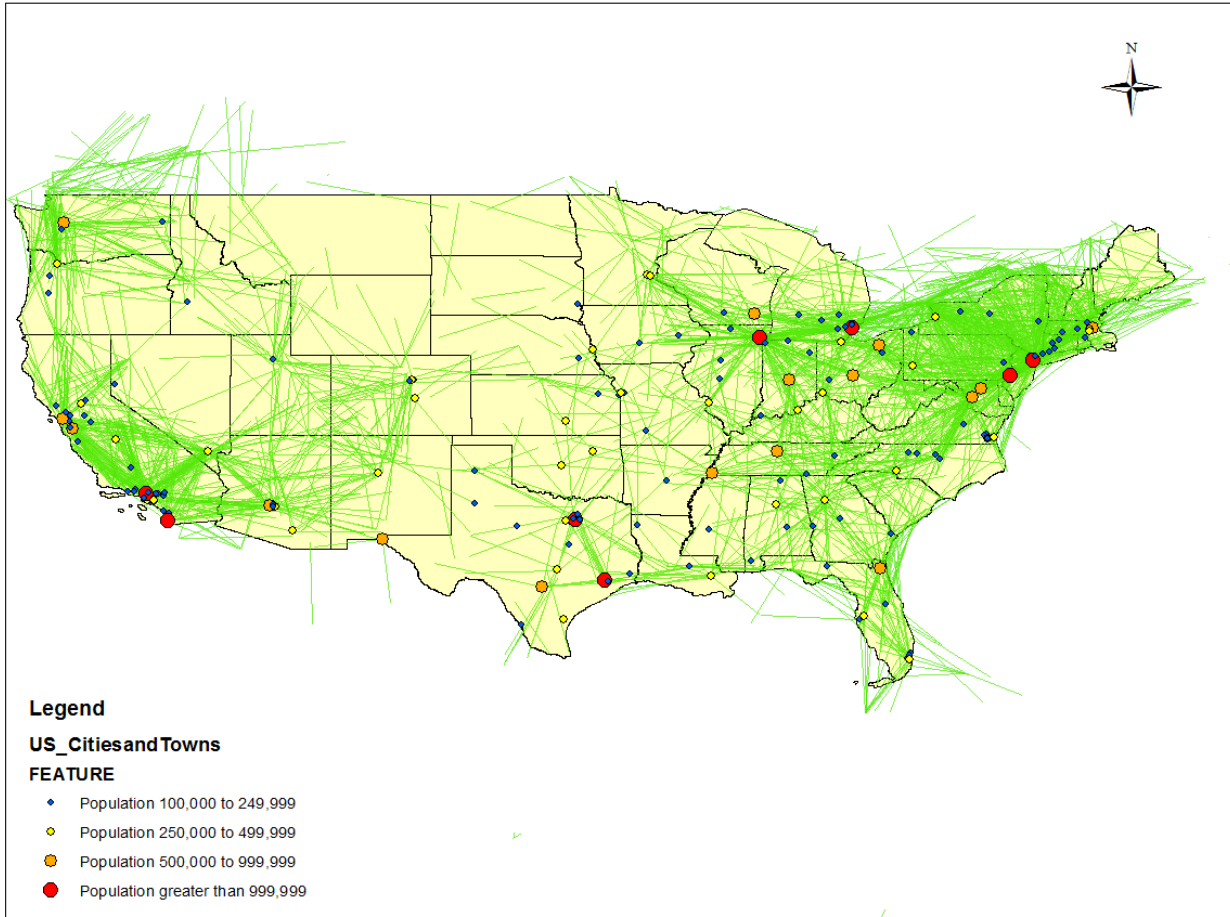 N
Legend
US_CitiesandTowns
FEATURE
Population 100,000 to 249,999
Population 250,000 to 499,999
Population 500,000 to 999,999
Population greater than 999,999